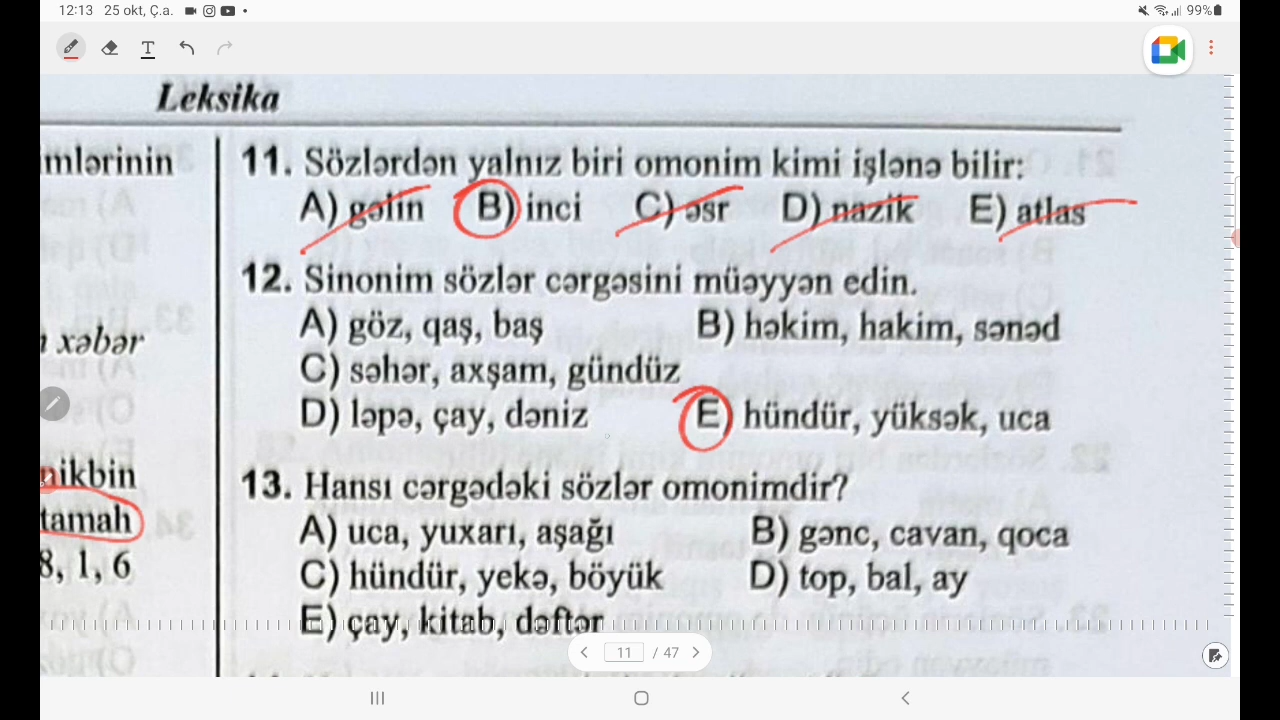 12:13 25 okt, Ç.a.
99%
Leksika
mlərinin
11. Sözlərdən yalnız biri omonim kimi işlənə bilir:
A) gəlin B) inci C) əsr D) nazik E) atlas
12. Sinonim sözlər cərgəsini müəyyən edin.
A) göz, qaş, baş B) həkim, hakim, sənəd
xəbər
C) səhər, axşam, gündüz
D) ləpə, çay, dəniz E) hündür, yüksək, uca
nikbin
13. Hansı cərgədəki sözlər omonimdir?
tamah
A) uca, yuxarı, aşağı B) gənc, cavan, qoca
8, 1, 6
C) hündür, yekə, böyük D) top, bal, ay
E) çay, kitab, dəftər
11 / 47